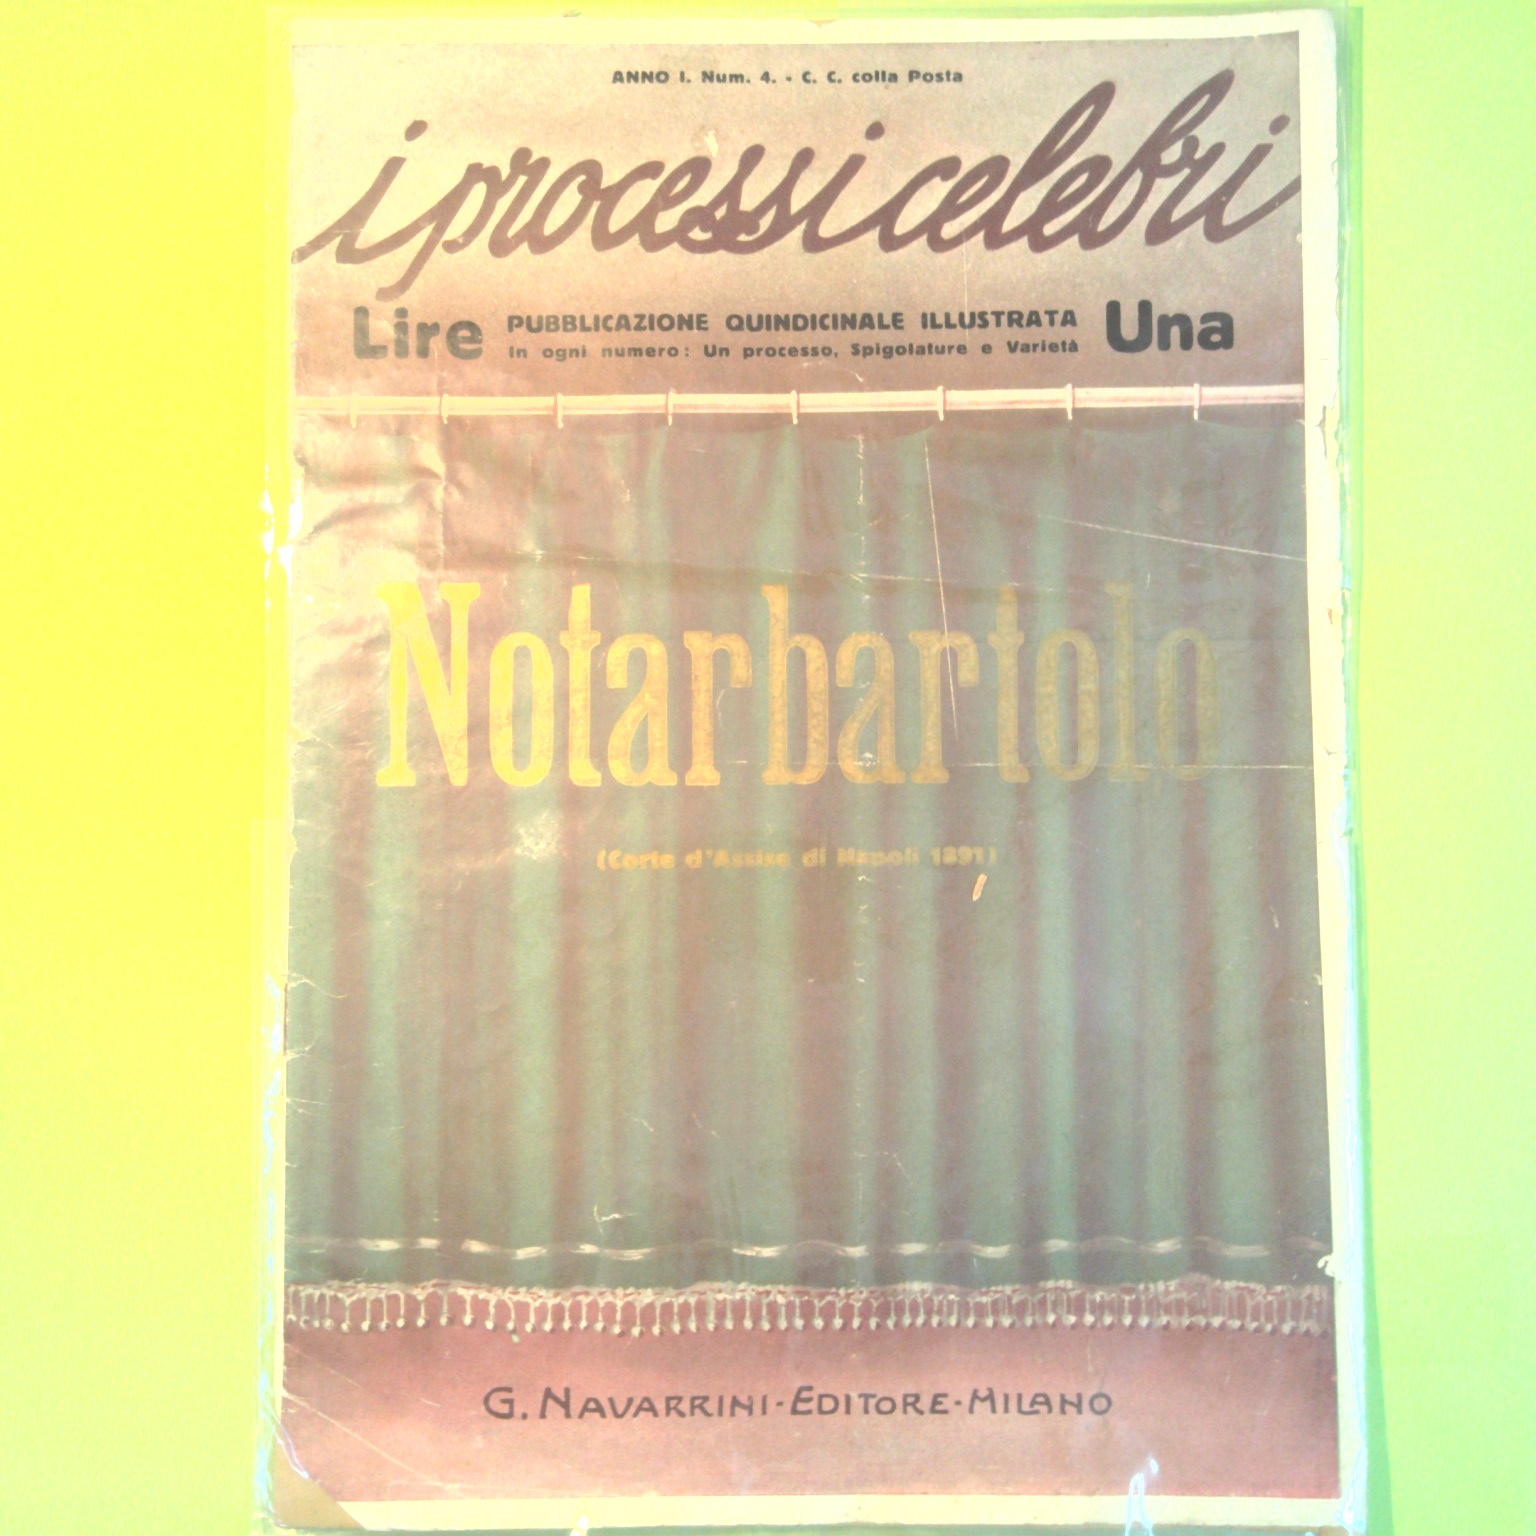 ANNO I. Num. 4. - C. C. colla Posta
i processi celebri
Lire PUBBLICAZIONE QUINDICINALE ILLUSTRATA Una
In ogni numero: Un processo, Spigolature e Varietà
Notarbartolo
(Corte d'Assise di Napoli 1891)
G. NAVARRINI-EDITORE-MILANO